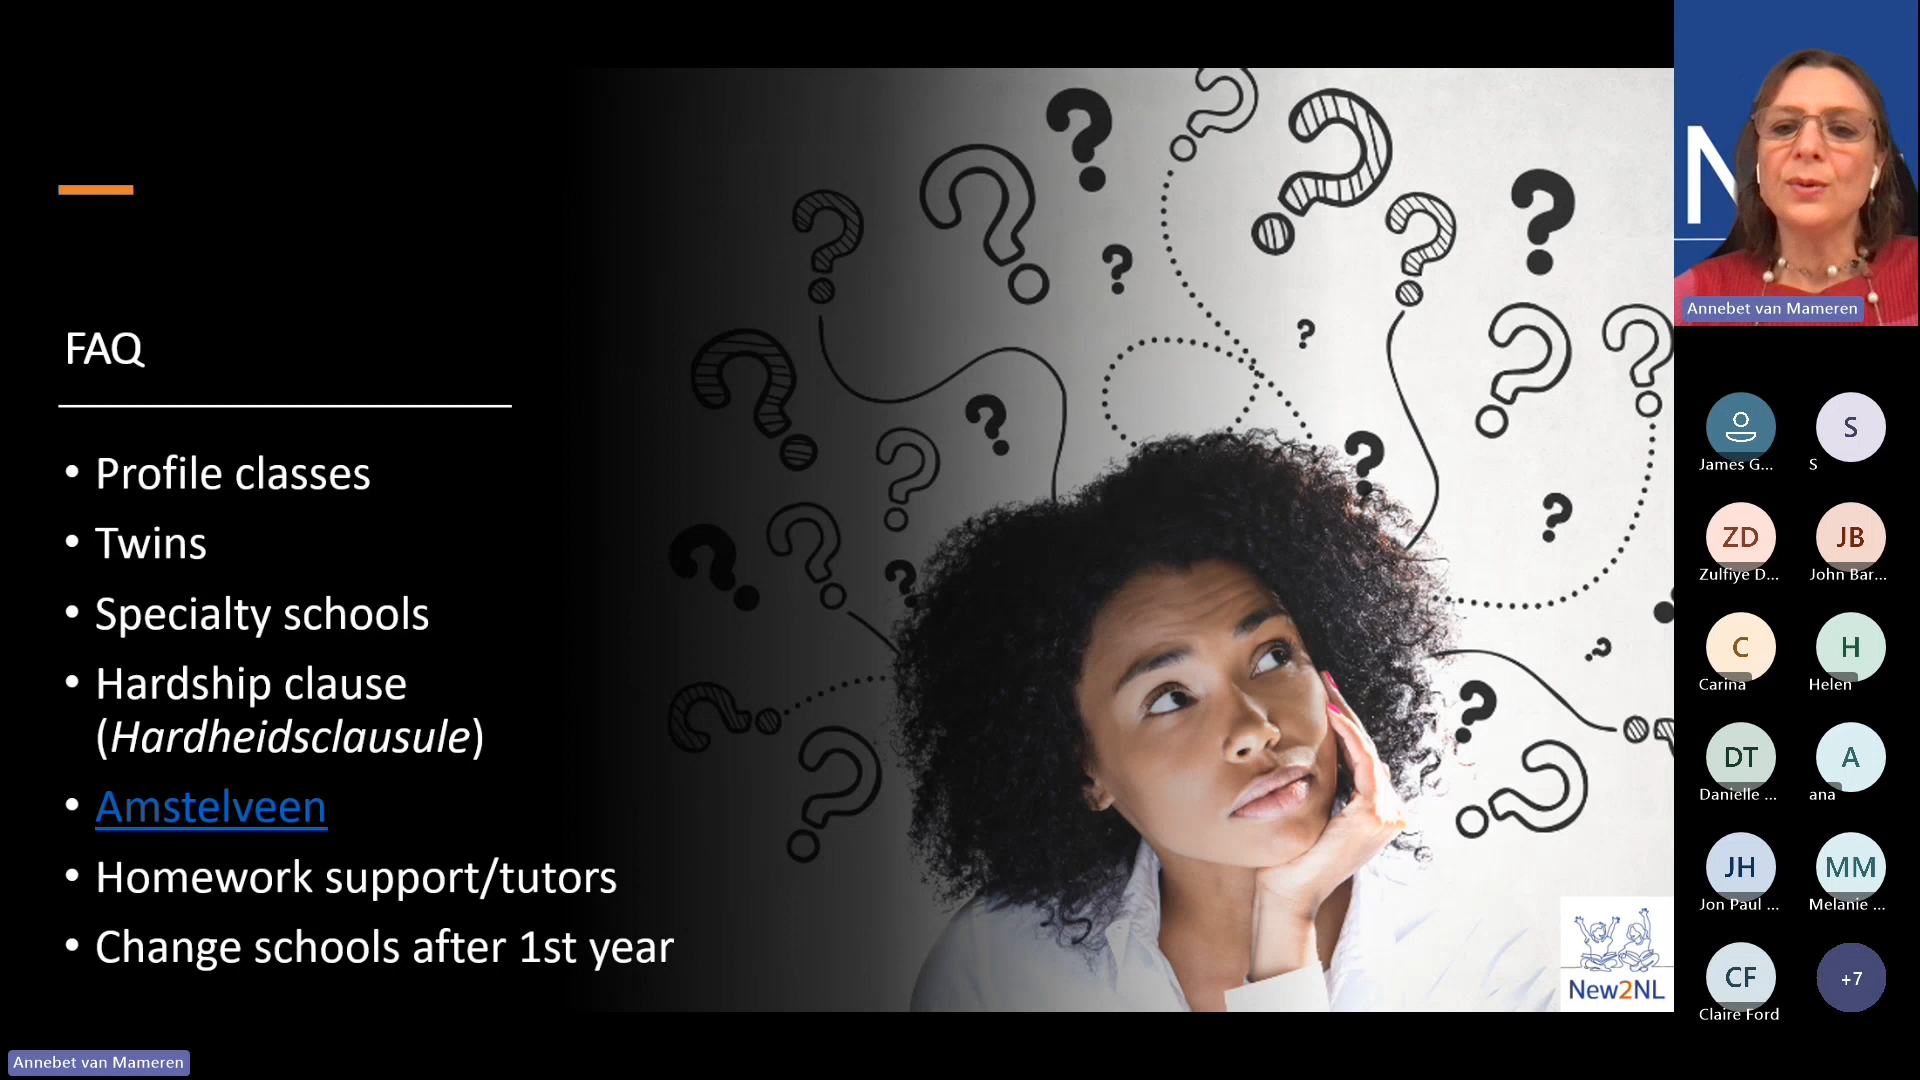 FAQ
• Profile classes
• Twins
• Specialty schools
• Hardship clause
(Hardheidsclausule)
• Amstelveen
• Homework support/tutors
• Change schools after 1st year
New2NL
Annebet van Mameren
N
Annebet van Mameren
James G...
S
S
ZD
Zulfiye D...
JB
John Bar...
C
Carina
H
Helen
DT
Danielle ...
A
ana
JH
Jon Paul ...
MM
Melanie ...
CF
Claire Ford
+7